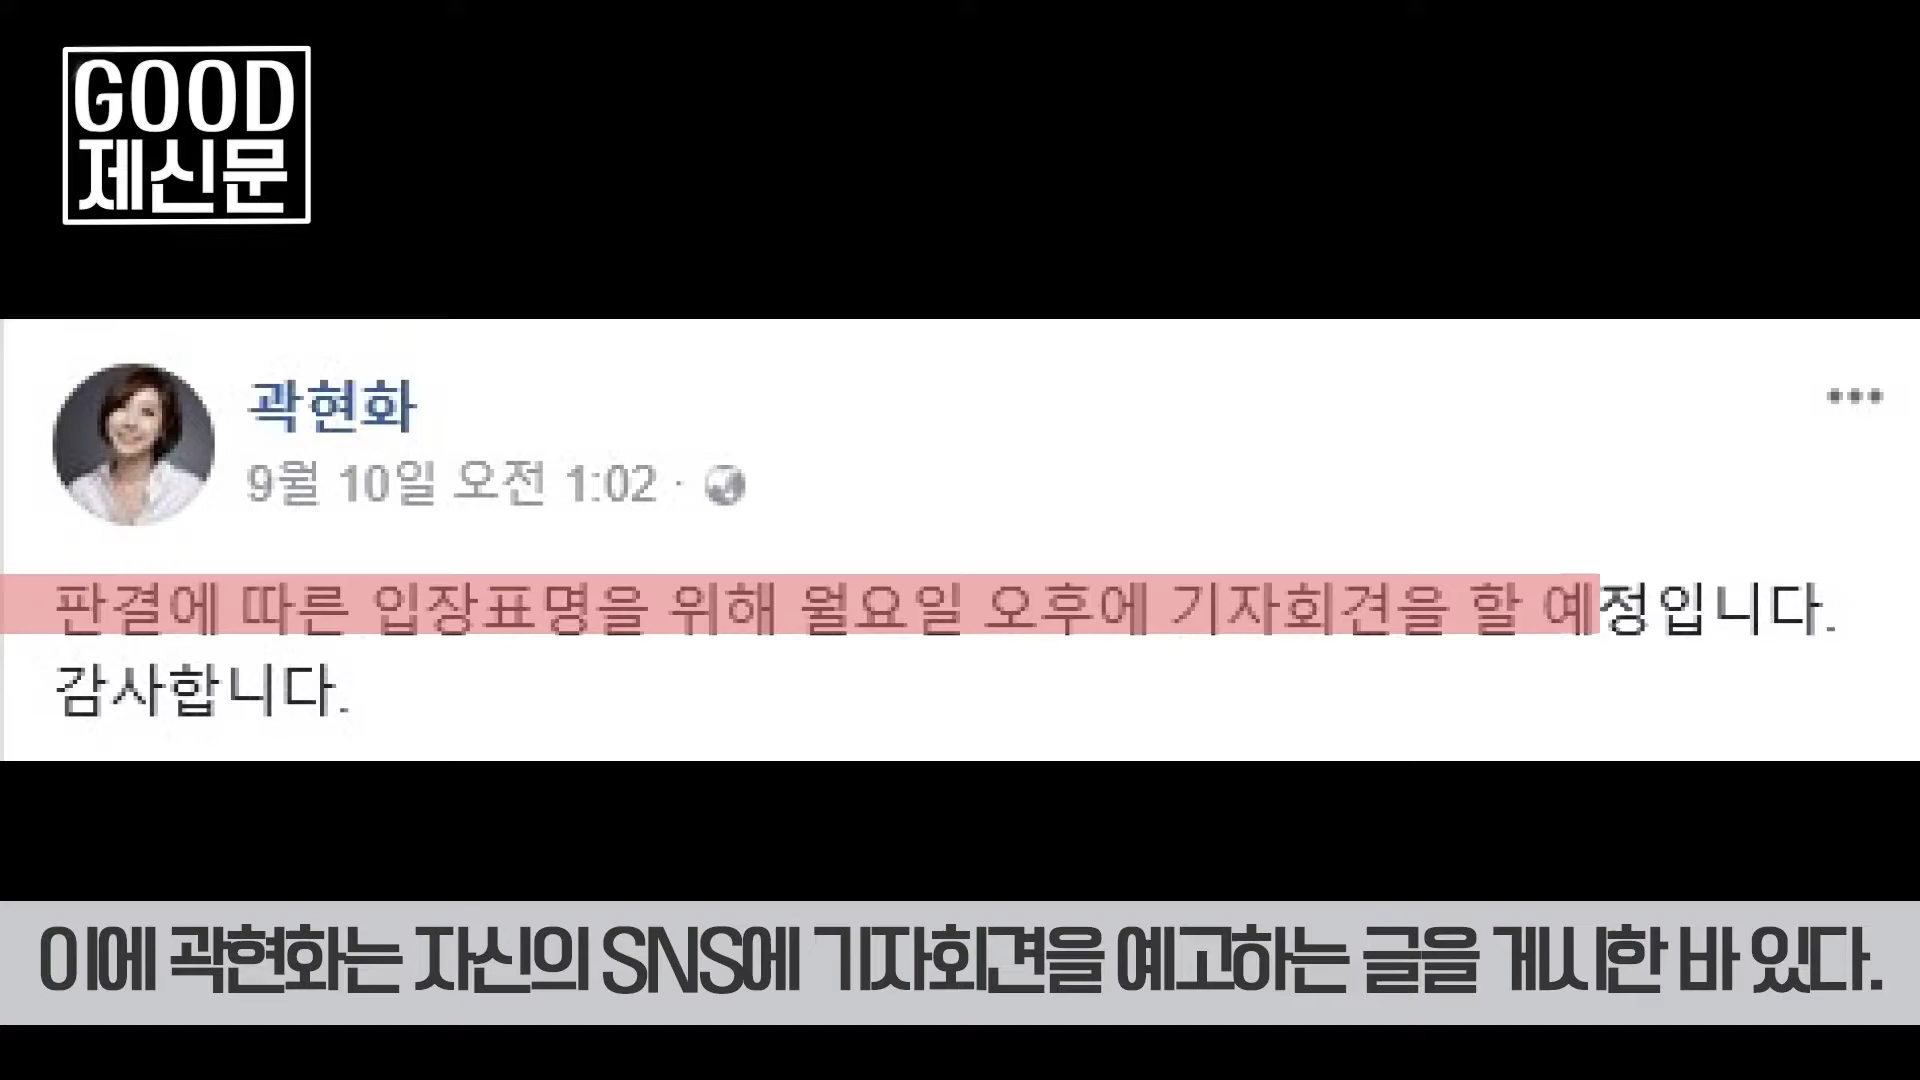 GOOD
제신문
곽현화
9월 10일 오전 1:02 ·
판결에 따른 입장표명을 위해 월요일 오후에 기자회견을 할 예정입니다.
감사합니다.
이에 곽현화는 자신의 SNS에 기자회견을 예고하는 글을 게시한 바 있다.